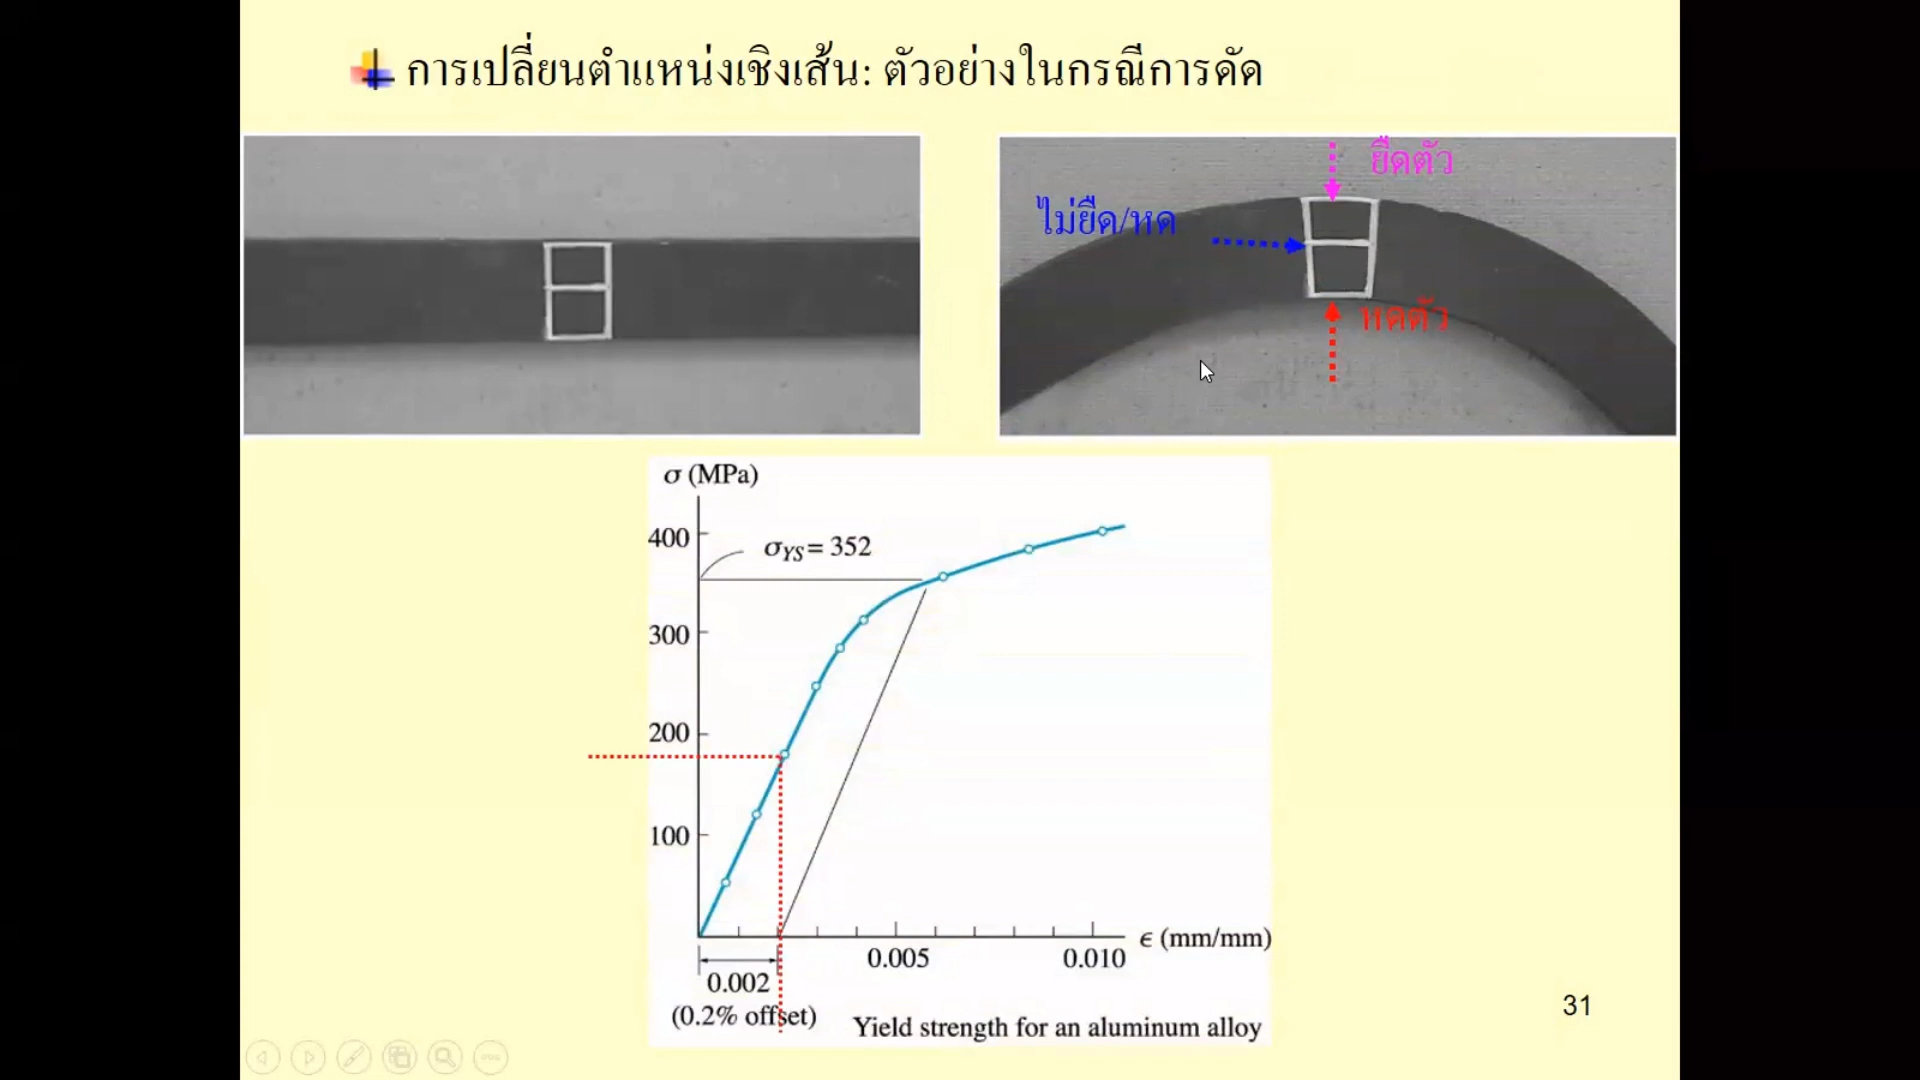 การเปลี่ยนตำแหน่งเชิงเส้น: ตัวอย่างในกรณีการดัด
ยืดตัว
ไม่ยืด/หด
หดตัว
σ (MPa)
400
σYS = 352
300
200
100
ϵ (mm/mm)
0.005
0.010
0.002
(0.2% offset)
Yield strength for an aluminum alloy
31